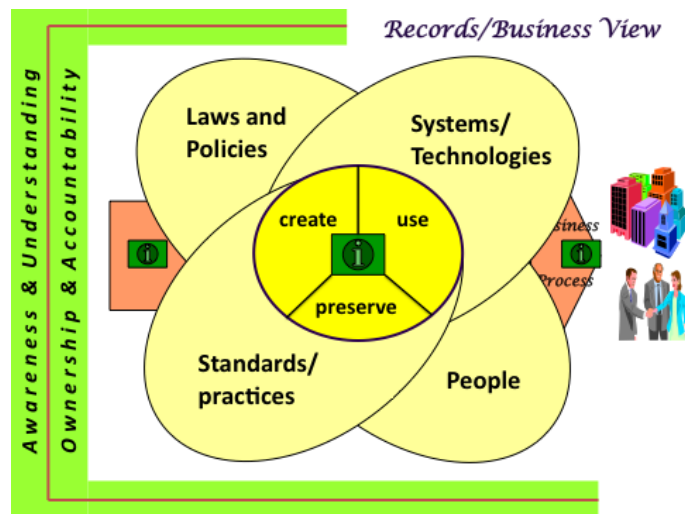 Records/Business View
Awareness & Understanding
Ownership & Accountability
Laws and
Policies
Systems/
Technologies
create
use
i
i
i
preserve
Process
Standards/
practices
People